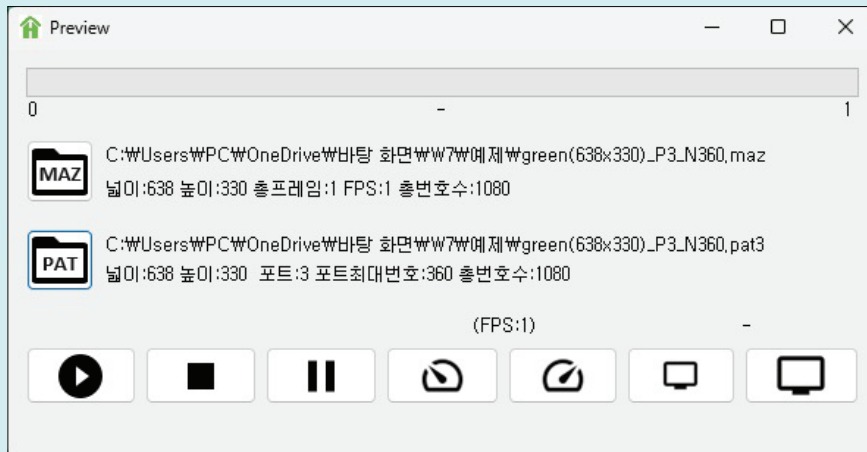 Preview
0 - 1
MAZ
C:₩Users₩PC₩OneDrive₩바탕 화면₩W7₩예제₩green(638x330)_P3_N360.maz
넓이:638 높이:330 총프레임:1 FPS:1 총번호수:1080
PAT
C:₩Users₩PC₩OneDrive₩바탕 화면₩W7₩예제₩green(638x330)_P3_N360.pat3
넓이:638 높이:330 포트:3 포트최대번호:360 총번호수:1080
(FPS:1) -